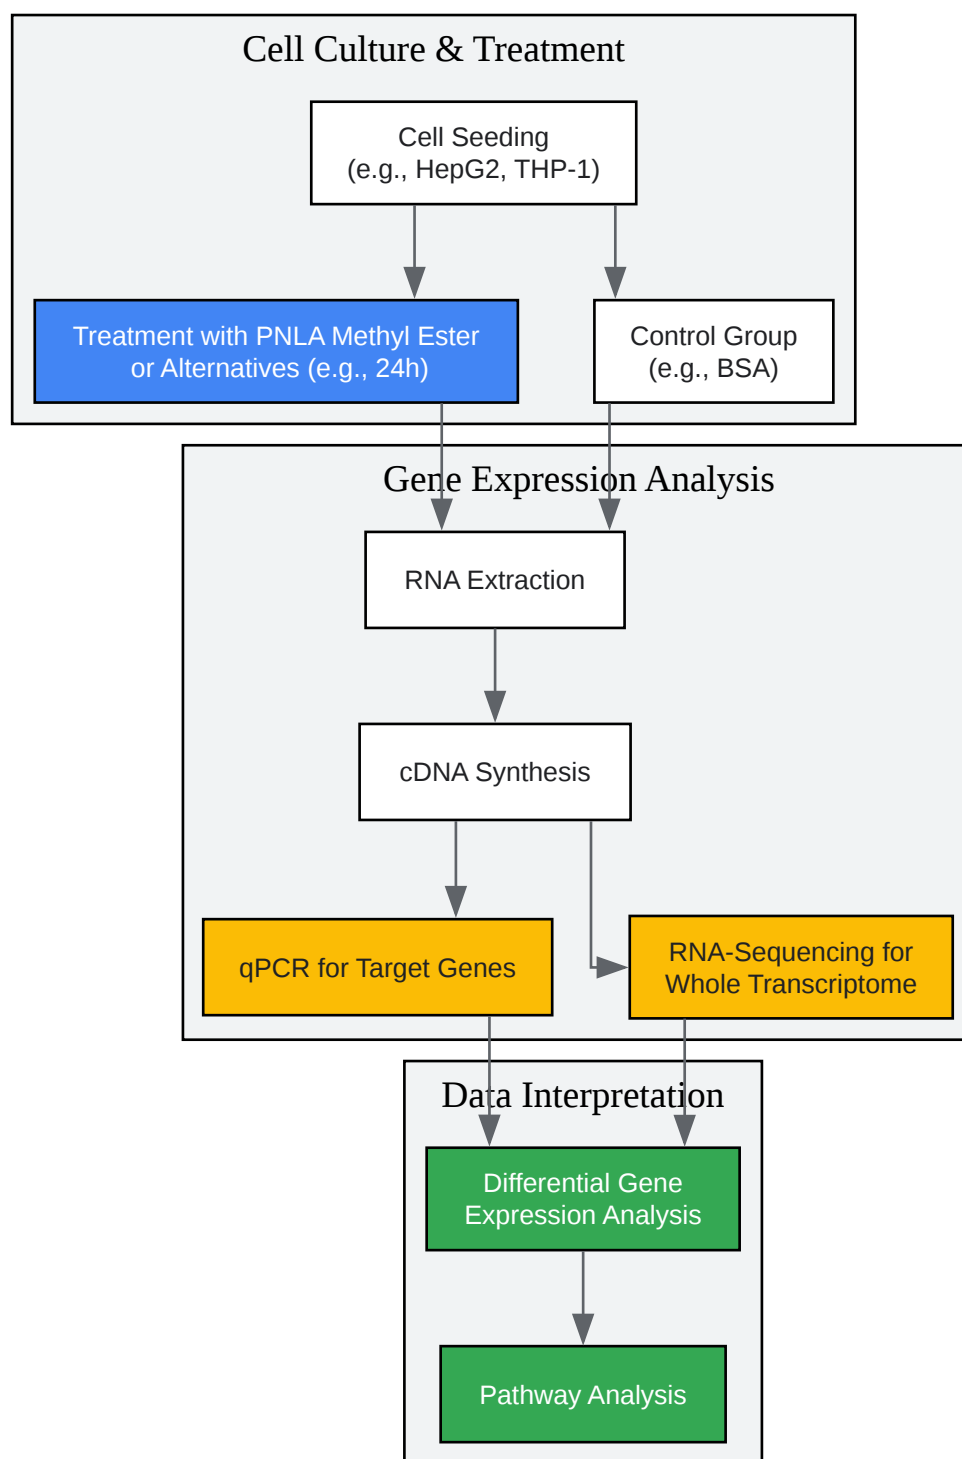 Cell Culture & Treatment
Cell Seeding
(e.g., HepG2, THP-1)
Treatment with PNLA Methyl Ester
or Alternatives (e.g., 24h)
Control Group
(e.g., BSA)
Gene Expression Analysis
RNA Extraction
cDNA Synthesis
qPCR for Target Genes
RNA-Sequencing for
Whole Transcriptome
Data Interpretation
Differential Gene
Expression Analysis
Pathway Analysis